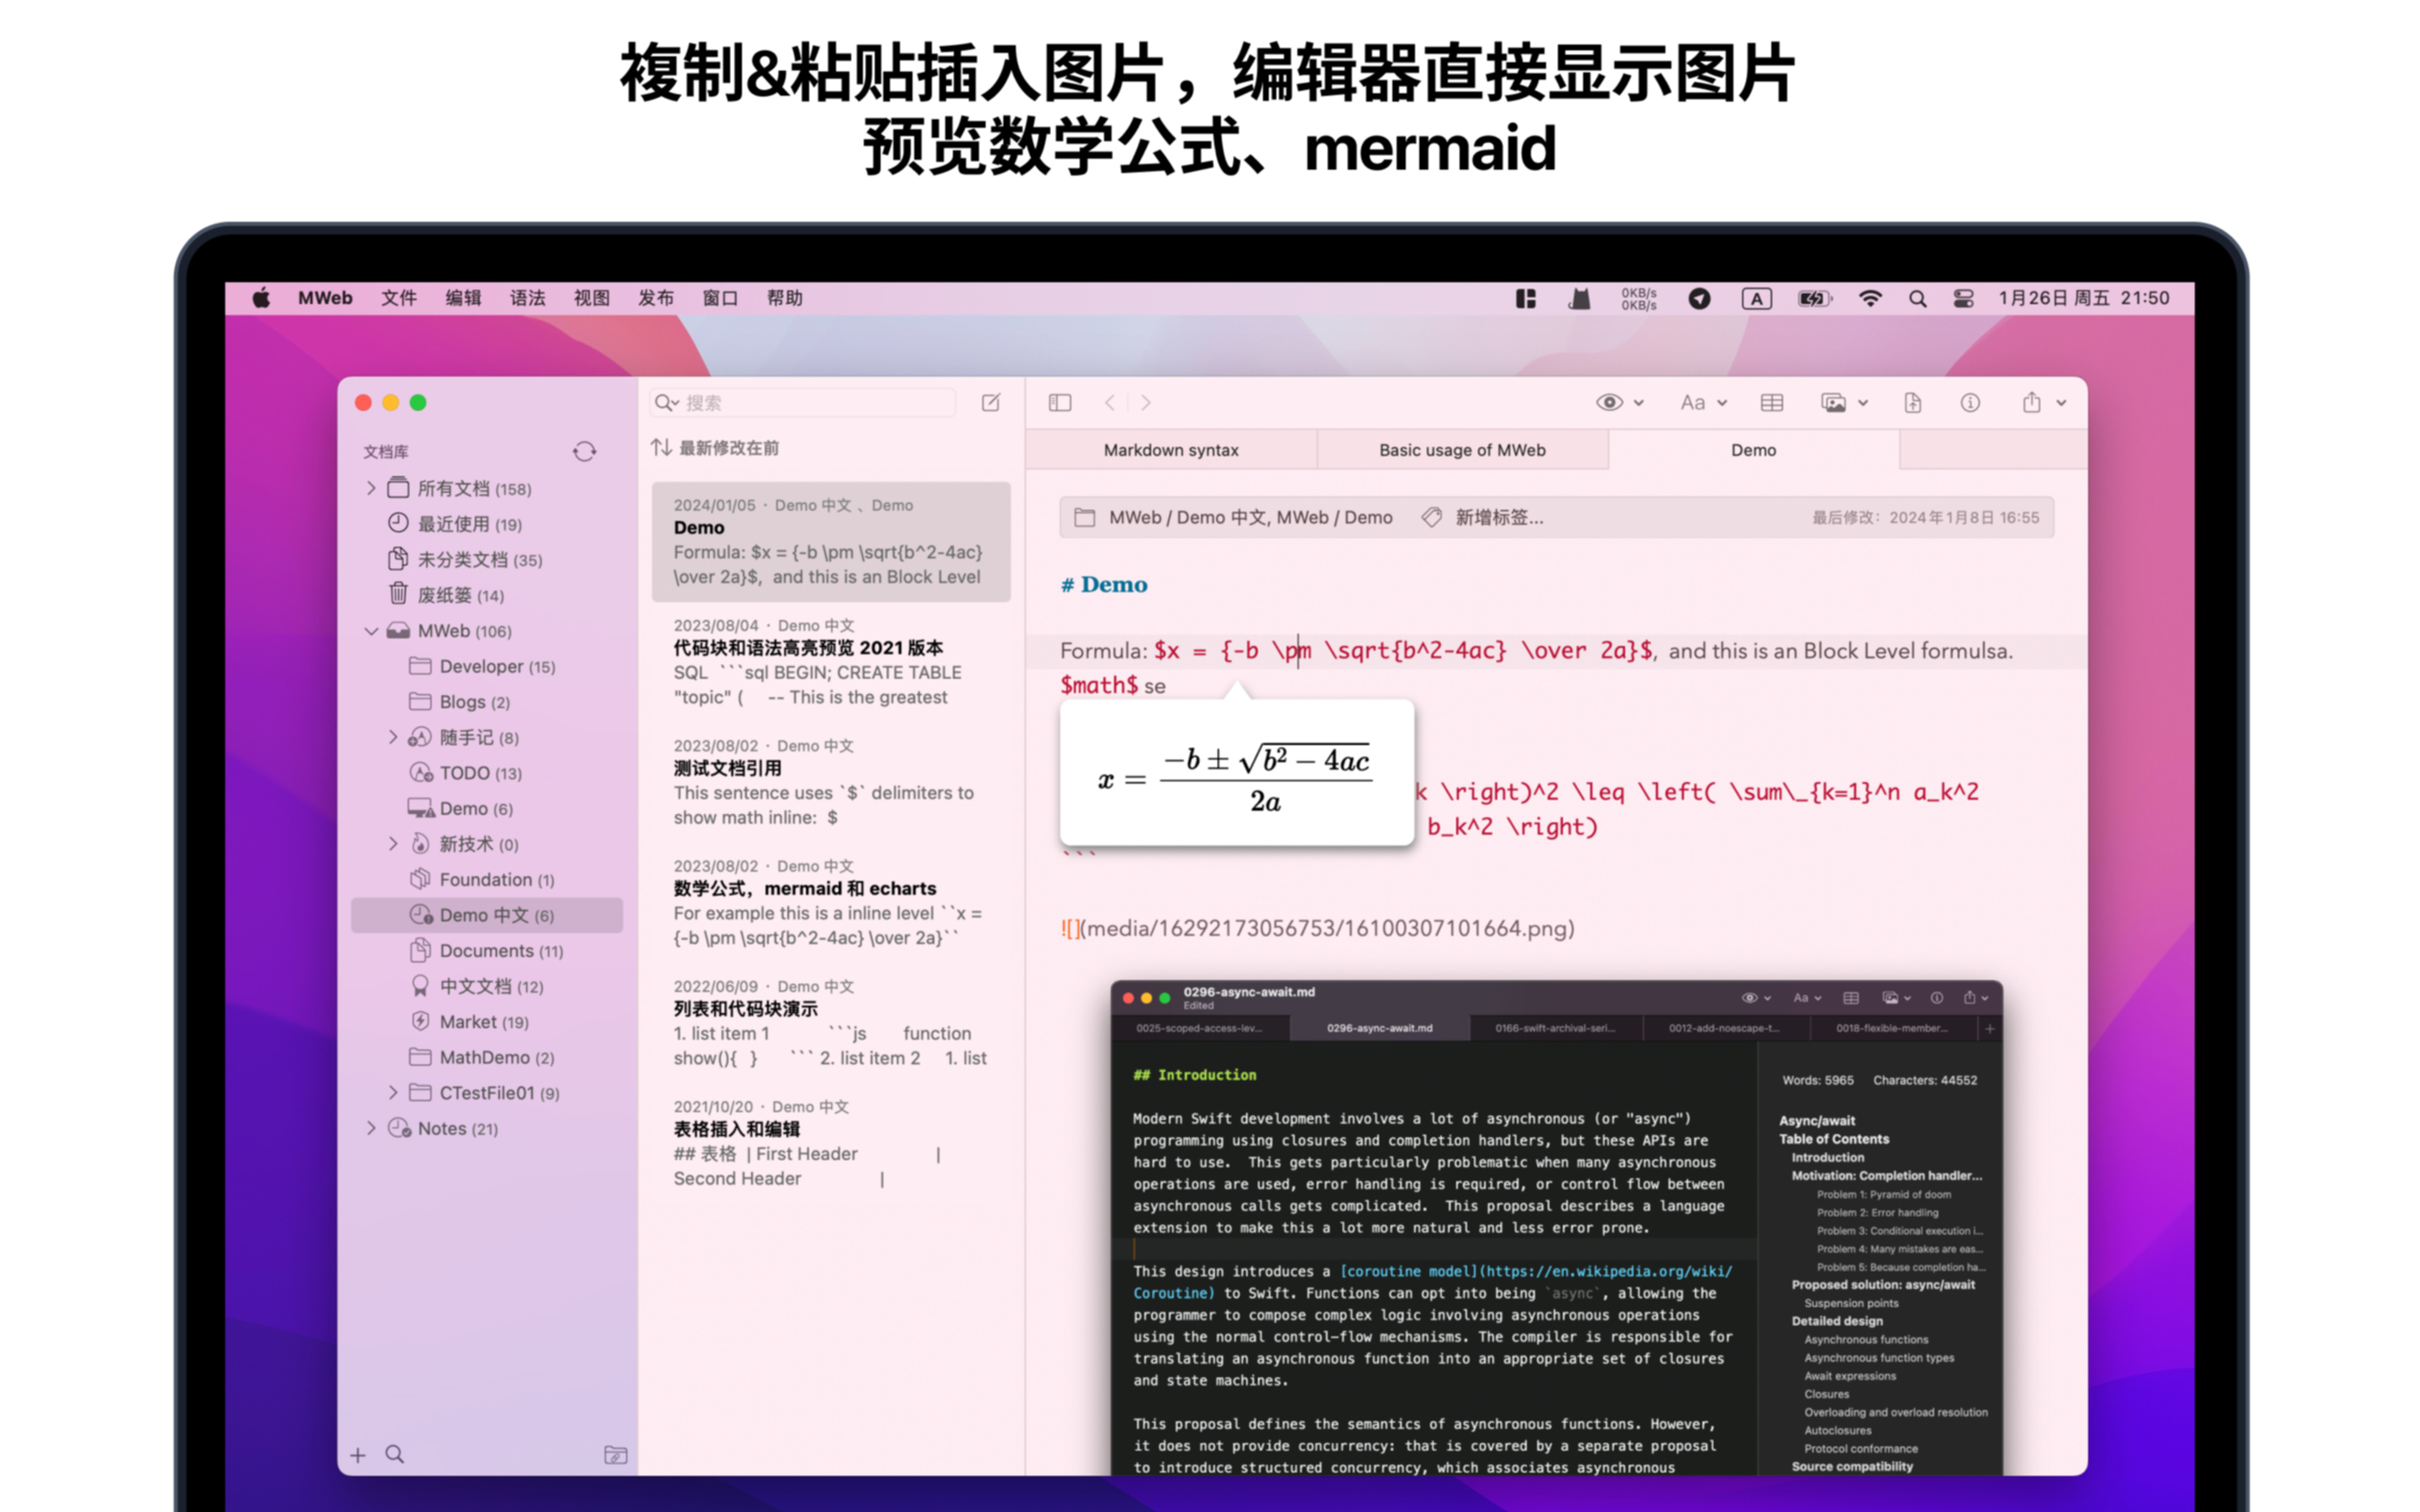 複制&粘贴插入图片，编辑器直接显示图片
预览数学公式、mermaid
MWeb 文件 编辑 语法 视图 发布 窗口 帮助
0KB/s
0KB/s
A
1月26日 周五 21:50
搜索
文档库
最新修改在前
所有文档 (158)
最近使用 (19)
未分类文档 (35)
废纸篓 (14)
MWeb (106)
Developer (15)
Blogs (2)
随手记 (8)
TODO (13)
Demo (6)
新技术 (0)
Foundation (1)
Demo 中文 (6)
Documents (11)
中文文档 (12)
Market (19)
MathDemo (2)
CTestFile01 (9)
Notes (21)
2024/01/05 · Demo 中文 、Demo
Demo
Formula: $x = {-b \pm \sqrt{b^2-4ac}
\over 2a}$,  and this is an Block Level
2023/08/04 · Demo 中文
代码块和语法高亮预览 2021 版本
SQL ```sql BEGIN; CREATE TABLE
"topic" ( -- This is the greatest
2023/08/02 · Demo 中文
测试文档引用
This sentence uses `$` delimiters to
show math inline: $
2023/08/02 · Demo 中文
数学公式，mermaid 和 echarts
For example this is a inline level ``x =
{-b \pm \sqrt{b^2-4ac} \over 2a}``
2022/06/09 · Demo 中文
列表和代码块演示
1. list item 1 ```js function
show(){ } ``` 2. list item 2 1. list
2021/10/20 · Demo 中文
表格插入和编辑
## 表格 | First Header |
Second Header |
Aa
Markdown syntax
Basic usage of MWeb
Demo
MWeb / Demo 中文, MWeb / Demo 新增标签...
最后修改： 2024年1月8日 16:55
# Demo
Formula: $x = {-b \pm \sqrt{b^2-4ac} \over 2a}$,  and this is an Block Level formulsa.
$math$ se
x = −b ± √b² − 4ac / 2a
k \right)^2 \leq \left( \sum\_{k=1}^n a_k^2
b_k^2 \right)
```
![](media/16292173056753/16100307101664.png)
0296-async-await.md
Edited
Aa
0025-scoped-access-lev...
0296-async-await.md
0166-swift-archival-seri...
0012-add-noescape-t...
0018-flexible-member...
+
## Introduction
Modern Swift development involves a lot of asynchronous (or "async")
programming using closures and completion handlers, but these APIs are
hard to use.  This gets particularly problematic when many asynchronous
operations are used, error handling is required, or control flow between
asynchronous calls gets complicated.  This proposal describes a language
extension to make this a lot more natural and less error prone.
This design introduces a [coroutine model](https://en.wikipedia.org/wiki/
Coroutine) to Swift. Functions can opt into being `async`, allowing the
programmer to compose complex logic involving asynchronous operations
using the normal control-flow mechanisms. The compiler is responsible for
translating an asynchronous function into an appropriate set of closures
and state machines.
This proposal defines the semantics of asynchronous functions. However,
it does not provide concurrency: that is covered by a separate proposal
to introduce structured concurrency, which associates asynchronous
Words: 5965 Characters: 44552
Async/await
Table of Contents
Introduction
Motivation: Completion handler...
Problem 1: Pyramid of doom
Problem 2: Error handling
Problem 3: Conditional execution i...
Problem 4: Many mistakes are eas...
Problem 5: Because completion ha...
Proposed solution: async/await
Suspension points
Detailed design
Asynchronous functions
Asynchronous function types
Await expressions
Closures
Overloading and overload resolution
Autoclosures
Protocol conformance
Source compatibility